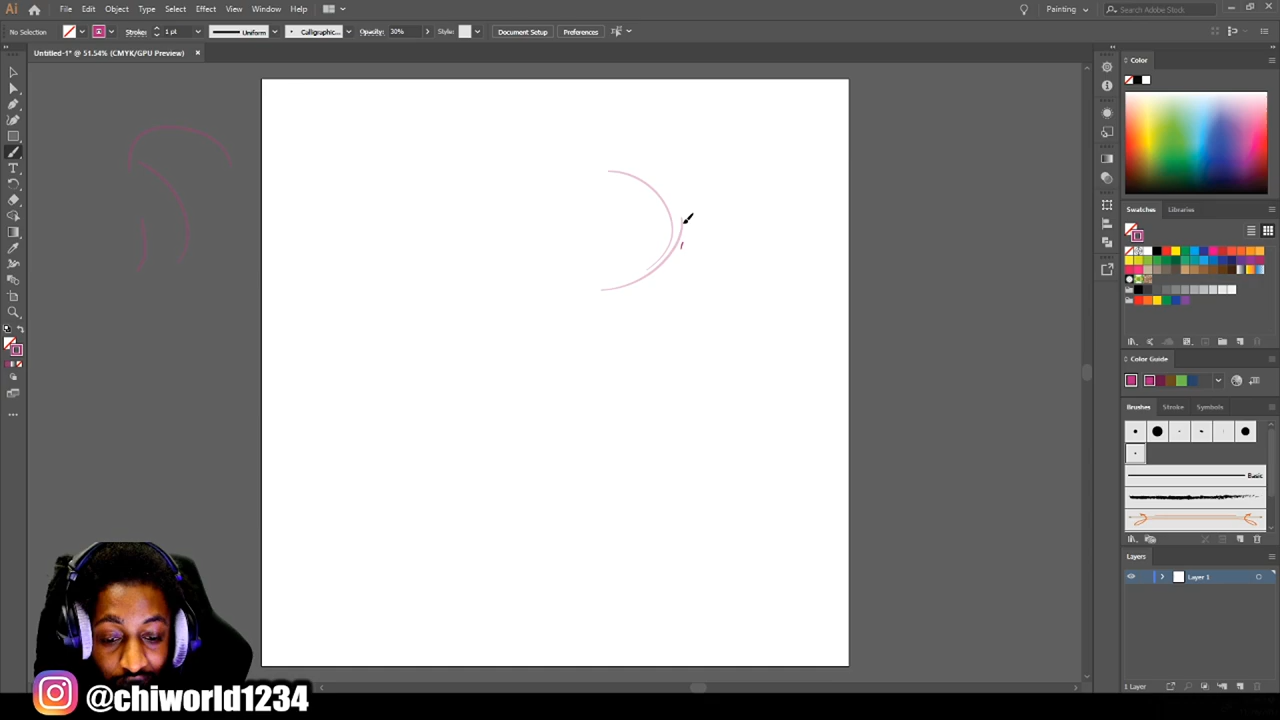 Ai File Edit Object Type Select Effect View Window Help Painting Search Adobe Stock
No Selection Stroke: 1 pt Uniform Calligraphic... Opacity: 30% Style: Document Setup Preferences
Untitled-1* @ 51.54% (CMYK/GPU Preview) ×
Color
Swatches Libraries
Color Guide
Brushes Stroke Symbols
Basic
Layers
Layer 1
1 Layer
@chiworld1234